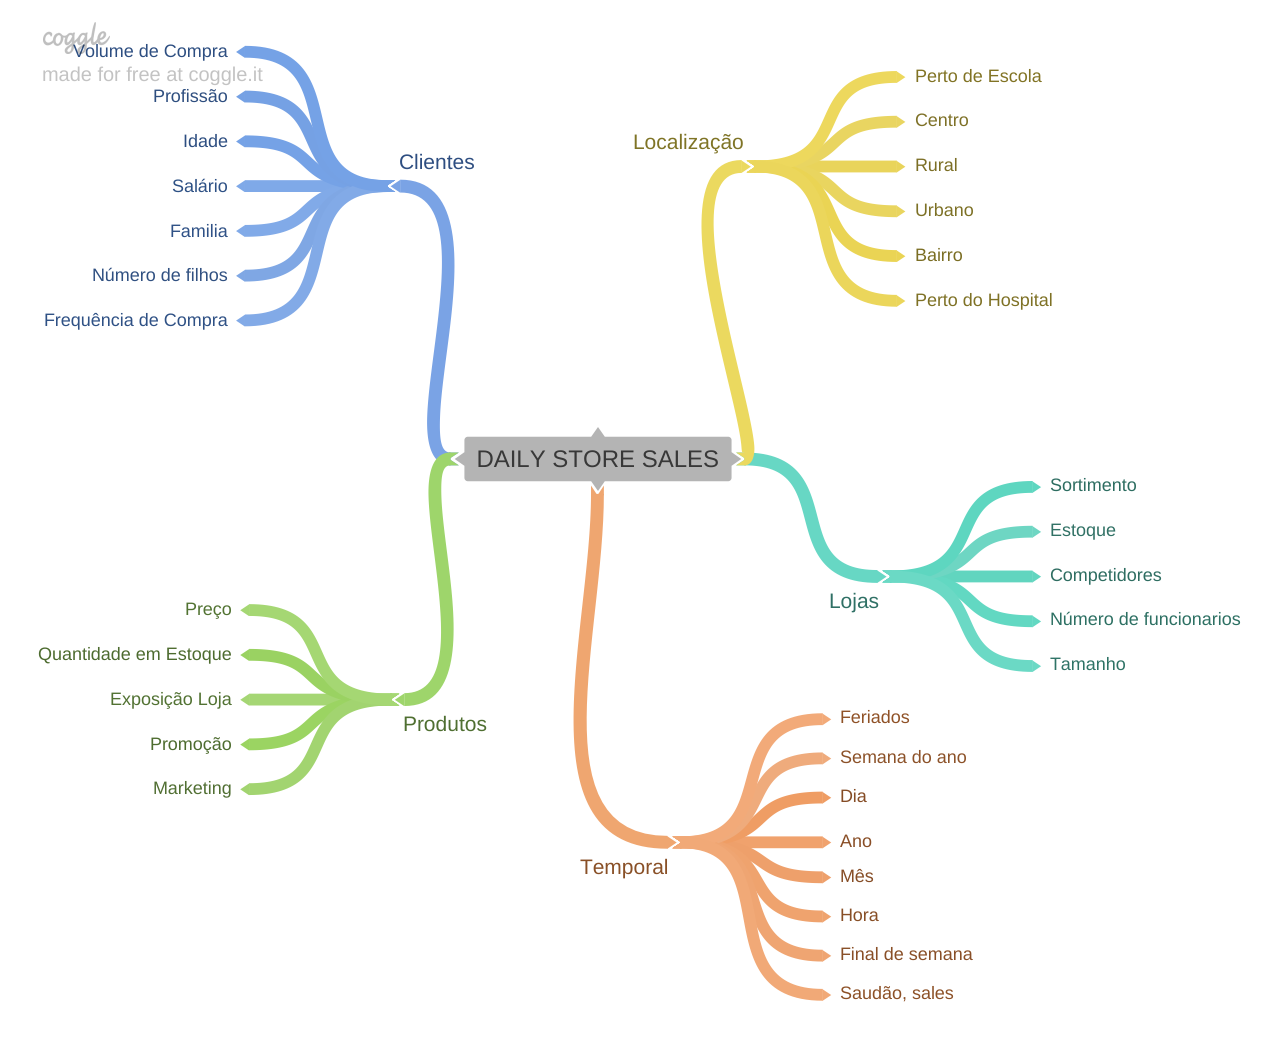 coggle
made for free at coggle.it
Volume de Compra
Profissão
Idade
Salário
Familia
Número de filhos
Frequência de Compra
Clientes
Localização
Perto de Escola
Centro
Rural
Urbano
Bairro
Perto do Hospital
DAILY STORE SALES
Sortimento
Estoque
Competidores
Número de funcionarios
Tamanho
Lojas
Preço
Quantidade em Estoque
Exposição Loja
Promoção
Marketing
Produtos
Feriados
Semana do ano
Dia
Ano
Mês
Hora
Final de semana
Saudão, sales
Temporal